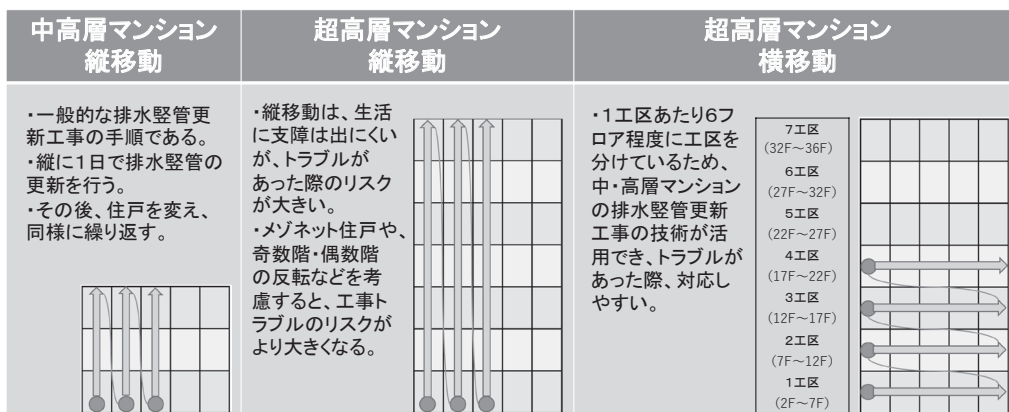 中高層マンション
縦移動
超高層マンション
縦移動
超高層マンション
横移動
・一般的な排水竪管更
新工事の手順である。
・縦に1日で排水竪管の
更新を行う。
・その後、住戸を変え、
同様に繰り返す。
・縦移動は、生活
に支障は出にくい
が、トラブルが
あった際のリスク
が大きい。
・メゾネット住戸や、
奇数階・偶数階
の反転などを考
慮すると、工事ト
ラブルのリスクが
より大きくなる。
・1工区あたり6フ
ロア程度に工区を
分けているため、
中・高層マンション
の排水竪管更新
工事の技術が活
用でき、トラブルが
あった際、対応し
やすい。
7工区
(32F～36F)
6工区
(27F～32F)
5工区
(22F～27F)
4工区
(17F～22F)
3工区
(12F～17F)
2工区
(7F～12F)
1工区
(2F～7F)